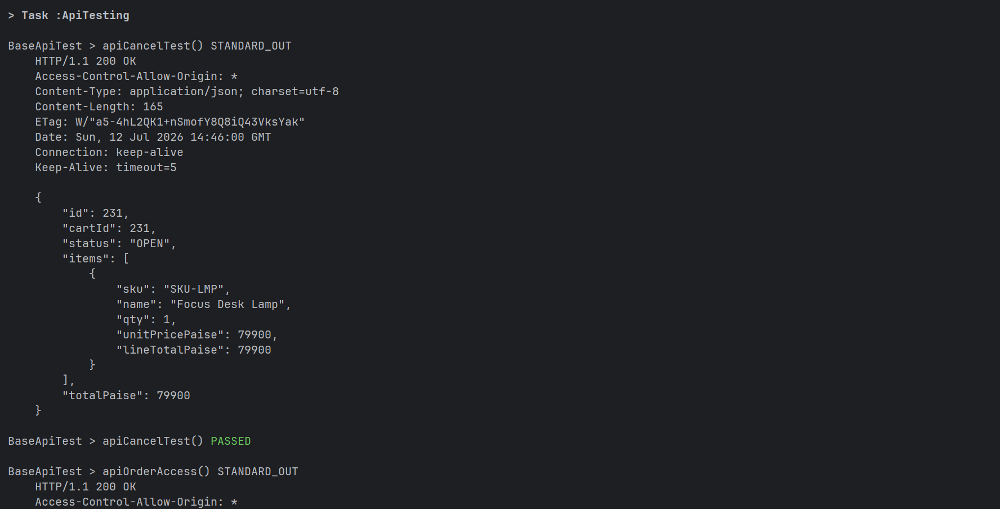 > Task :ApiTesting
BaseApiTest > apiCancelTest() STANDARD_OUT
HTTP/1.1 200 OK
Access-Control-Allow-Origin: *
Content-Type: application/json; charset=utf-8
Content-Length: 165
ETag: W/"a5-4hL2QK1+nSmofY8Q8iQ43VksYak"
Date: Sun, 12 Jul 2026 14:46:00 GMT
Connection: keep-alive
Keep-Alive: timeout=5
{
"id": 231,
"cartId": 231,
"status": "OPEN",
"items": [
{
"sku": "SKU-LMP",
"name": "Focus Desk Lamp",
"qty": 1,
"unitPricePaise": 79900,
"lineTotalPaise": 79900
}
],
"totalPaise": 79900
}
BaseApiTest > apiCancelTest() PASSED
BaseApiTest > apiOrderAccess() STANDARD_OUT
HTTP/1.1 200 OK
Access-Control-Allow-Origin: *